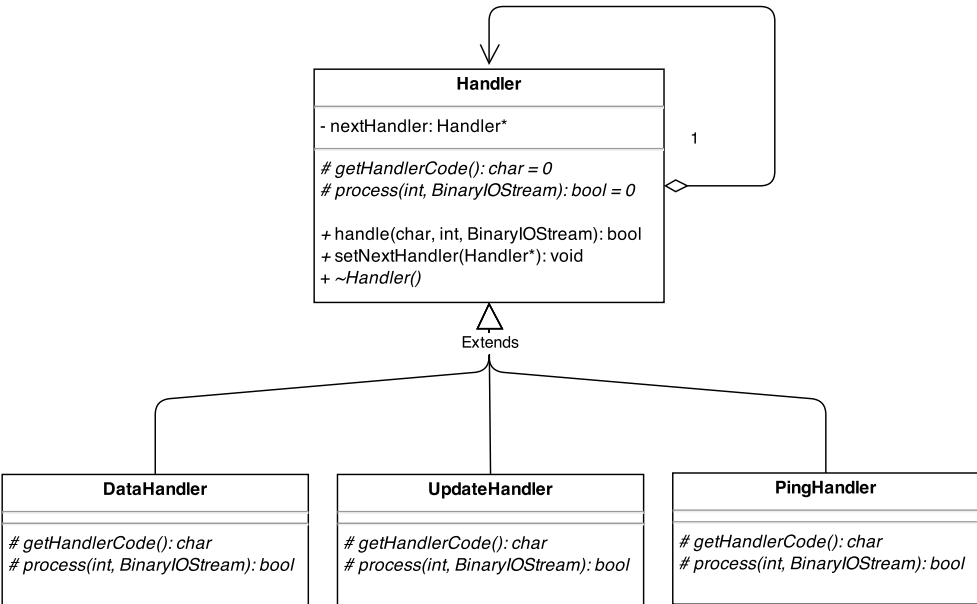 Handler
- nextHandler: Handler*
# getHandlerCode(): char = 0
# process(int, BinaryIOStream): bool = 0
+ handle(char, int, BinaryIOStream): bool
+ setNextHandler(Handler*): void
+ ~Handler()
1
Extends
DataHandler
# getHandlerCode(): char
# process(int, BinaryIOStream): bool
UpdateHandler
# getHandlerCode(): char
# process(int, BinaryIOStream): bool
PingHandler
# getHandlerCode(): char
# process(int, BinaryIOStream): bool